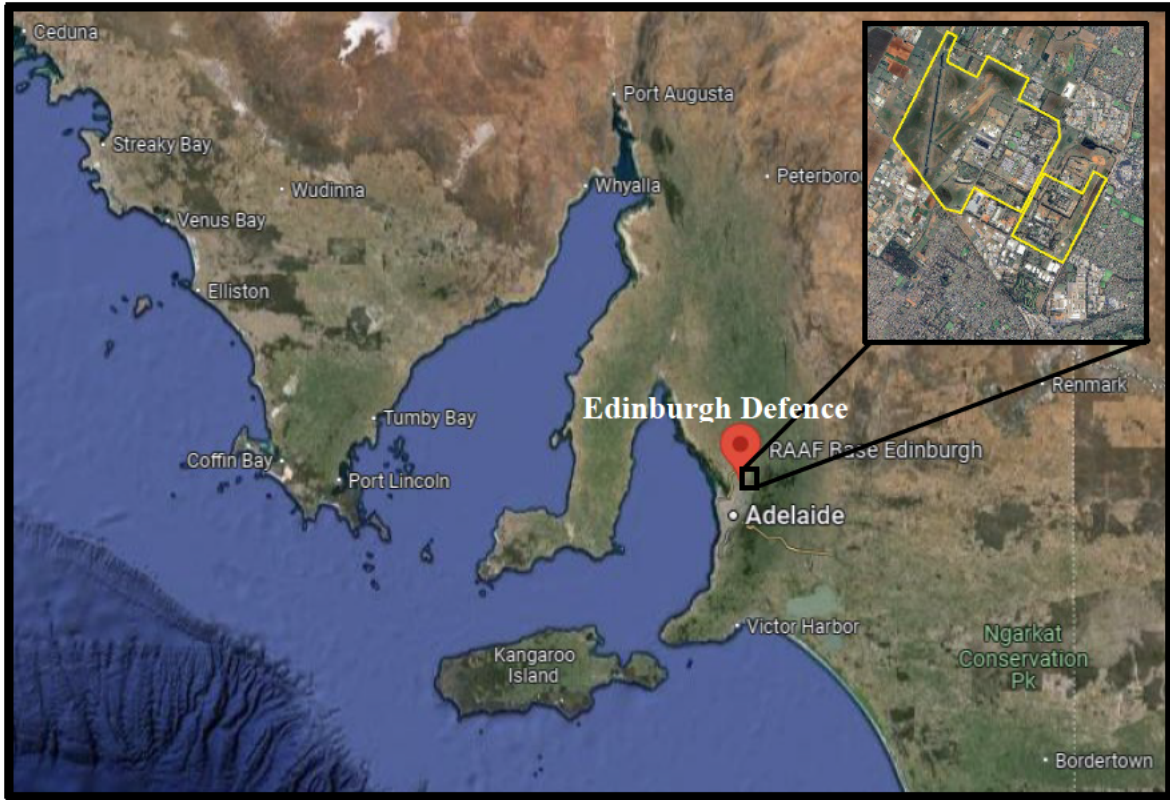 Ceduna
Port Augusta
Streaky Bay
Wudinna
Whyalla
Peterboro
Venus Bay
Elliston
Renmark
Edinburgh Defence
Tumby Bay
RAAF Base Edinburgh
Coffin Bay
Port Lincoln
Adelaide
Victor Harbor
Ngarkat
Conservation
Pk
Kangaroo
Island
Bordertown